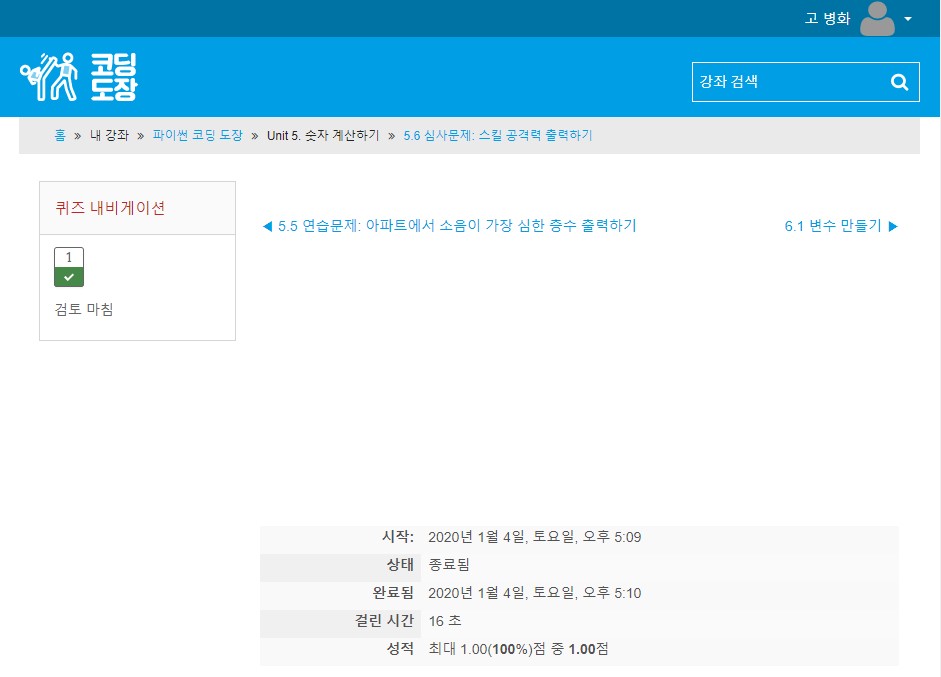 고 병화
코딩
도장
강좌 검색
홈 » 내 강좌 » 파이썬 코딩 도장 » Unit 5. 숫자 계산하기 » 5.6 심사문제: 스킬 공격력 출력하기
퀴즈 내비게이션
◀ 5.5 연습문제: 아파트에서 소음이 가장 심한 층수 출력하기
6.1 변수 만들기 ▶
1
검토 마침
시작: 2020년 1월 4일, 토요일, 오후 5:09
상태 종료됨
완료됨 2020년 1월 4일, 토요일, 오후 5:10
걸린 시간 16 초
성적 최대 1.00(100%)점 중 1.00점